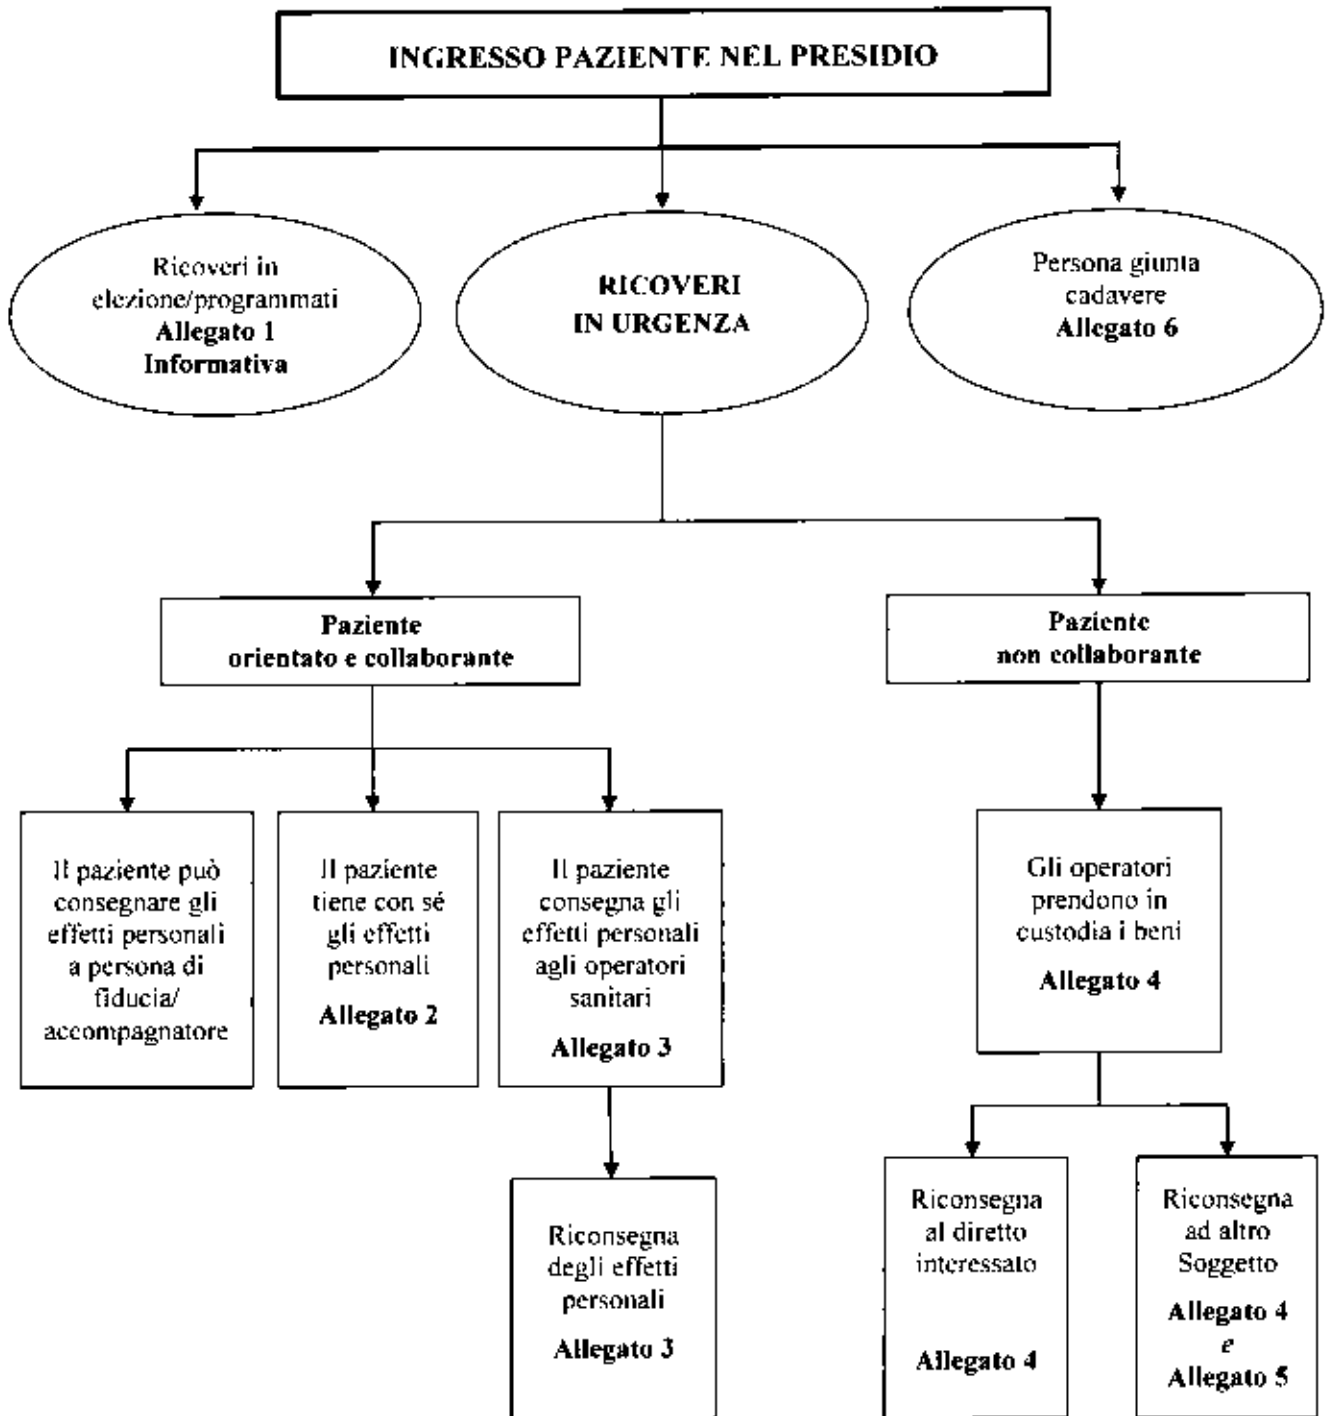 INGRESSO PAZIENTE NEL PRESIDIO
Ricoveri in
elezione/programmati
Allegato 1
Informativa
RICOVERI
IN URGENZA
Persona giunta
cadavere
Allegato 6
Paziente
orientato e collaborante
Paziente
non collaborante
Il paziente può
consegnare gli
effetti personali
a persona di
fiducia/
accompagnatore
Il paziente
tiene con sé
gli effetti
personali
Allegato 2
Il paziente
consegna gli
effetti personali
agli operatori
sanitari
Allegato 3
Gli operatori
prendono in
custodia i beni
Allegato 4
Riconsegna
degli effetti
personali
Allegato 3
Riconsegna
al diretto
interessato
Allegato 4
Riconsegna
ad altro
Soggetto
Allegato 4
e
Allegato 5